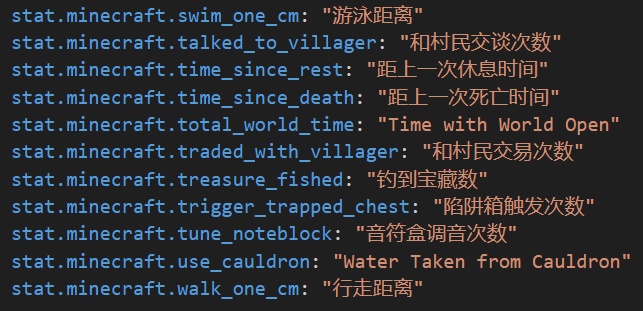 stat.minecraft.swim_one_cm: "游泳距离"
stat.minecraft.talked_to_villager: "和村民交谈次数"
stat.minecraft.time_since_rest: "距上一次休息时间"
stat.minecraft.time_since_death: "距上一次死亡时间"
stat.minecraft.total_world_time: "Time with World Open"
stat.minecraft.traded_with_villager: "和村民交易次数"
stat.minecraft.treasure_fished: "钓到宝藏数"
stat.minecraft.trigger_trapped_chest: "陷阱箱触发次数"
stat.minecraft.tune_noteblock: "音符盒调音次数"
stat.minecraft.use_cauldron: "Water Taken from Cauldron"
stat.minecraft.walk_one_cm: "行走距离"